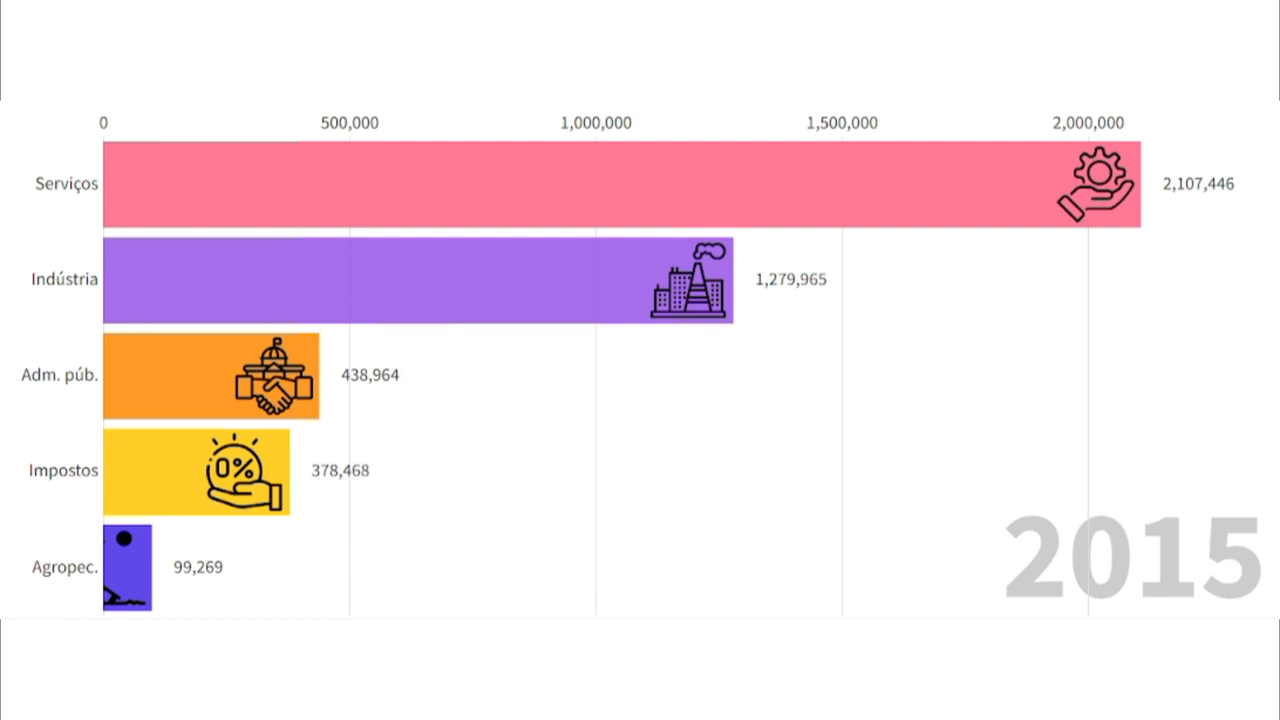 0 500,000 1,000,000 1,500,000 2,000,000
Serviços 2,107,446
Indústria 1,279,965
Adm. púb. 438,964
Impostos 0% 378,468
Agropec. 99,269
2015